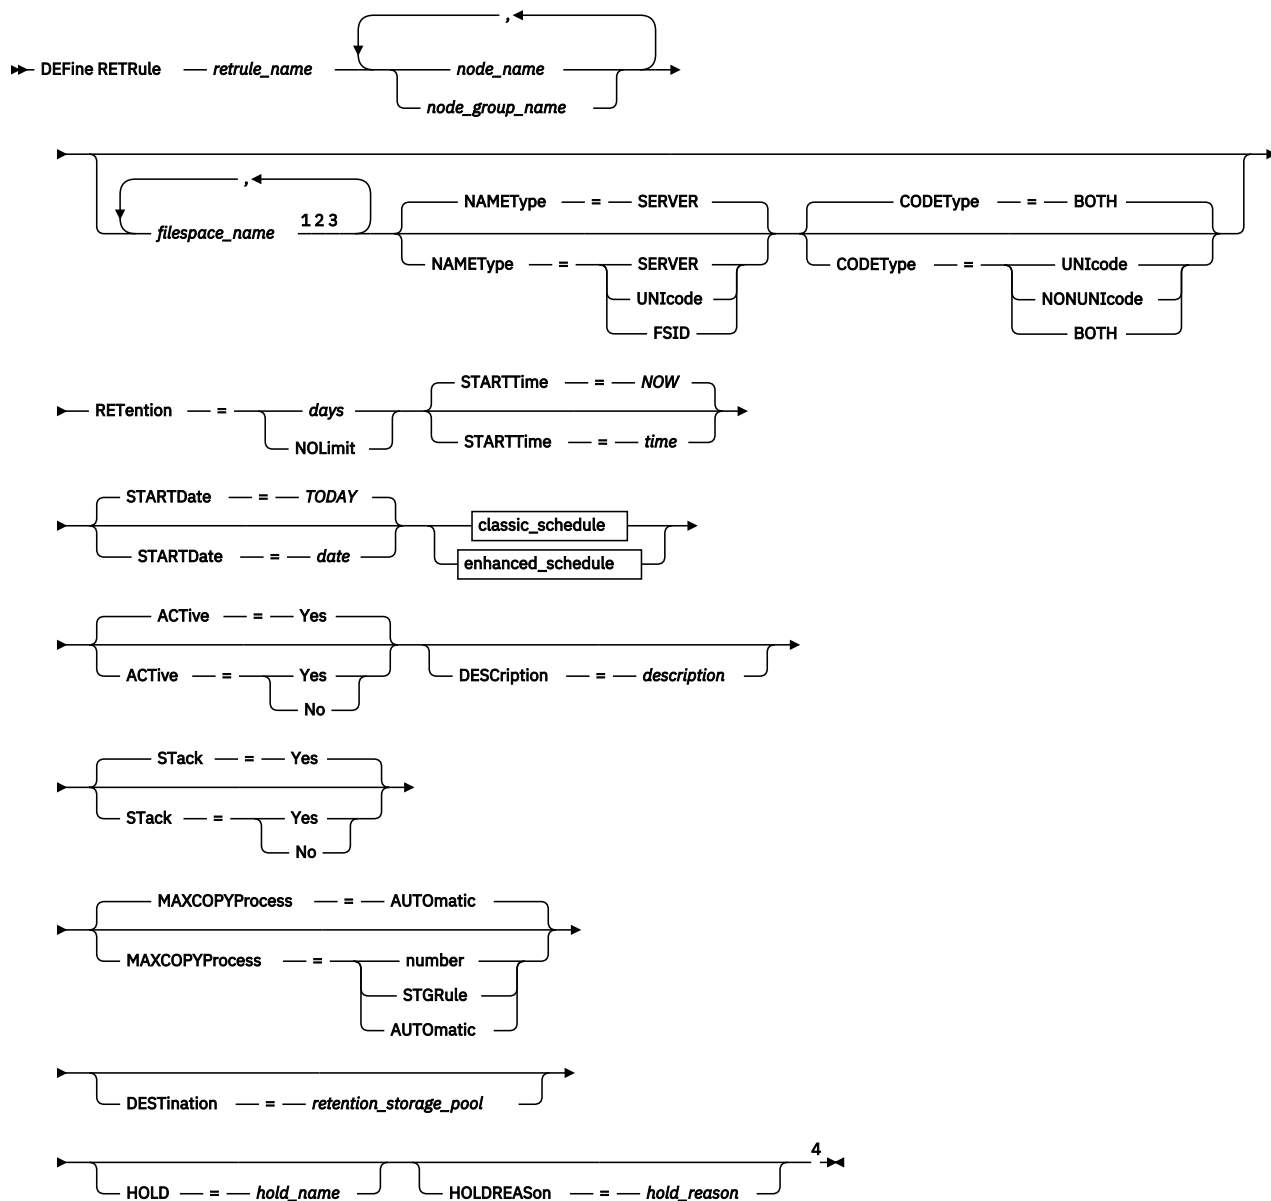 ,
DEFine RETRule — retrule_name node_name
node_group_name
,
filespace_name 1 2 3
NAMEType — = — SERVER
CODEType — = — BOTH
NAMEType — = SERVER
UNIcode
FSID
CODEType — = UNIcode
NONUNIcode
BOTH
RETention — = days
NOLimit
STARTTime — = — NOW
STARTTime — = — time
STARTDate — = — TODAY
STARTDate — = — date
classic_schedule
enhanced_schedule
ACTive — = — Yes
ACTive — = Yes
No
DESCription — = — description
STack — = — Yes
STack — = Yes
No
MAXCOPYProcess — = — AUTOmatic
MAXCOPYProcess — = number
STGRule
AUTOmatic
DESTination — = — retention_storage_pool
4
HOLD — = — hold_name HOLDREASon — = — hold_reason